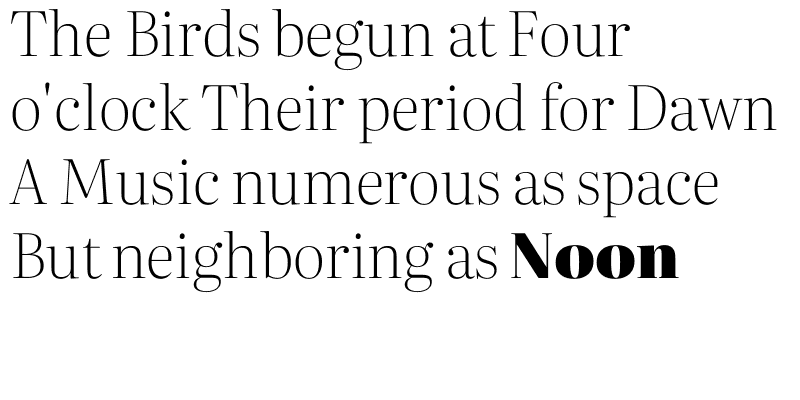 The Birds begun at Four
o'clock Their period for Dawn
A Music numerous as space
But neighboring as Noon